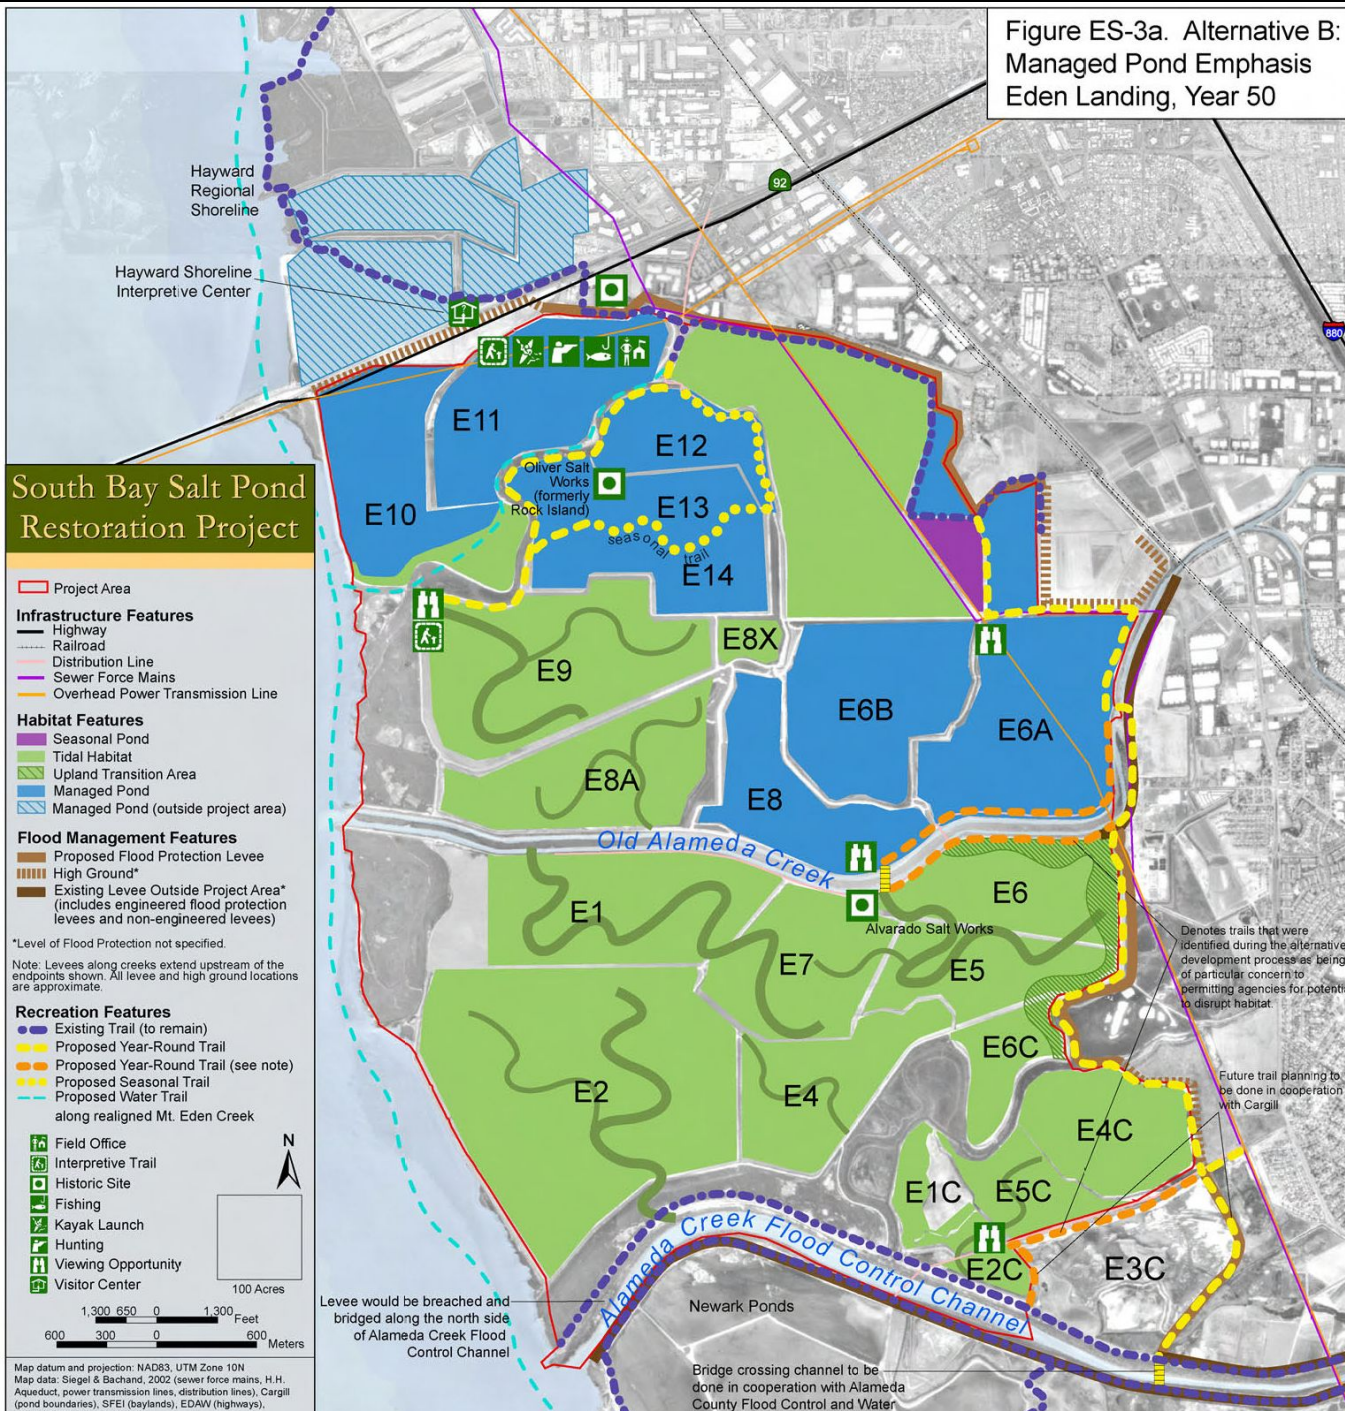 Figure ES-3a. Alternative B:
Managed Pond Emphasis
Eden Landing, Year 50
92
880
Hayward
Regional
Shoreline
Hayward Shoreline
Interpretive Center
E11
E12
Oliver Salt
Works
(formerly
Rock Island)
E10
E13
seasonal trail
E14
E8X
E9
E6B
E6A
E8A
E8
Old Alameda Creek
E6
E1
Alvarado Salt Works
E7
E5
Denotes trails that were
identified during the alternative
development process as being
of particular concern to
permitting agencies for potenti
to disrupt habitat.
E6C
E2
E4
Future trail planning to
be done in cooperation
with Cargill
E4C
E1C
E5C
E2C
E3C
Alameda Creek Flood Control Channel
Newark Ponds
Levee would be breached and
bridged along the north side
of Alameda Creek Flood
Control Channel
Bridge crossing channel to be
done in cooperation with Alameda
County Flood Control and Water
South Bay Salt Pond
Restoration Project
Project Area
Infrastructure Features
Highway
Railroad
Distribution Line
Sewer Force Mains
Overhead Power Transmission Line
Habitat Features
Seasonal Pond
Tidal Habitat
Upland Transition Area
Managed Pond
Managed Pond (outside project area)
Flood Management Features
Proposed Flood Protection Levee
High Ground*
Existing Levee Outside Project Area*
(includes engineered flood protection
levees and non-engineered levees)
*Level of Flood Protection not specified.
Note: Levees along creeks extend upstream of the
endpoints shown. All levee and high ground locations
are approximate.
Recreation Features
Existing Trail (to remain)
Proposed Year-Round Trail
Proposed Year-Round Trail (see note)
Proposed Seasonal Trail
Proposed Water Trail
along realigned Mt. Eden Creek
Field Office
Interpretive Trail
Historic Site
Fishing
Kayak Launch
Hunting
Viewing Opportunity
Visitor Center
N
100 Acres
1,300 650 0 1,300 Feet
600 300 0 600 Meters
Map datum and projection: NAD83, UTM Zone 10N
Map data: Siegel & Bachand, 2002 (sewer force mains, H.H.
Aqueduct, power transmission lines, distribution lines), Cargill
(pond boundaries), SFEI (baylands), EDAW (highways),